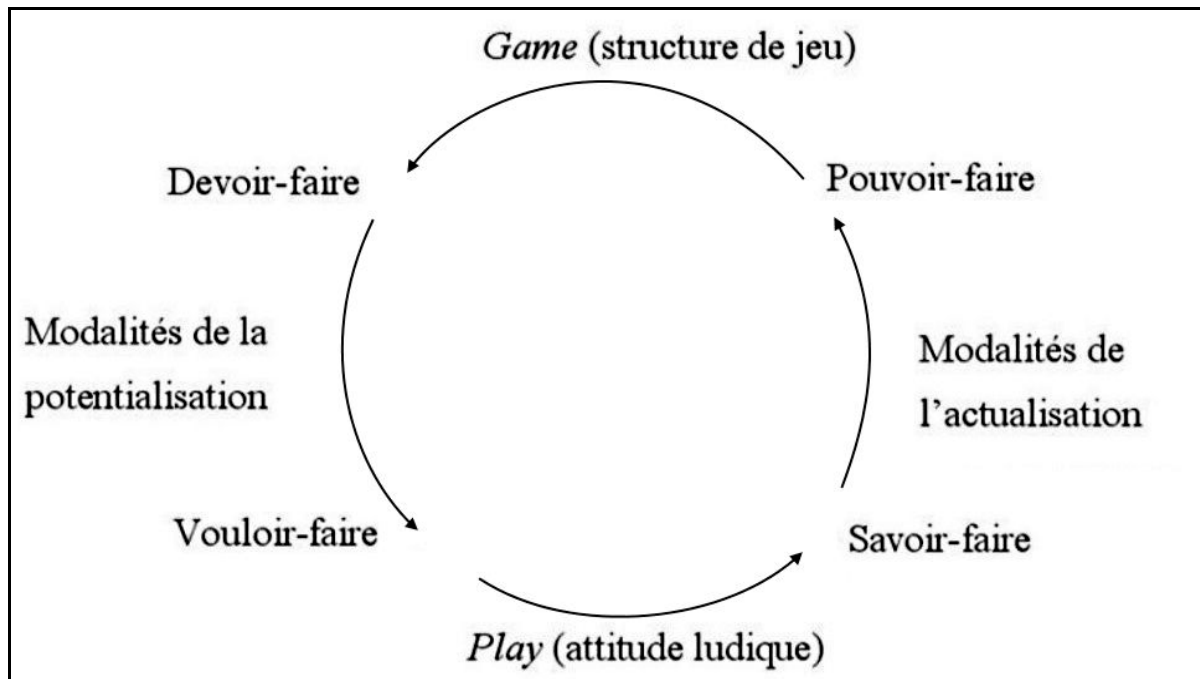 Game (structure de jeu)
Devoir-faire
Pouvoir-faire
Modalités de la
potentialisation
Modalités de
l’actualisation
Vouloir-faire
Savoir-faire
Play (attitude ludique)